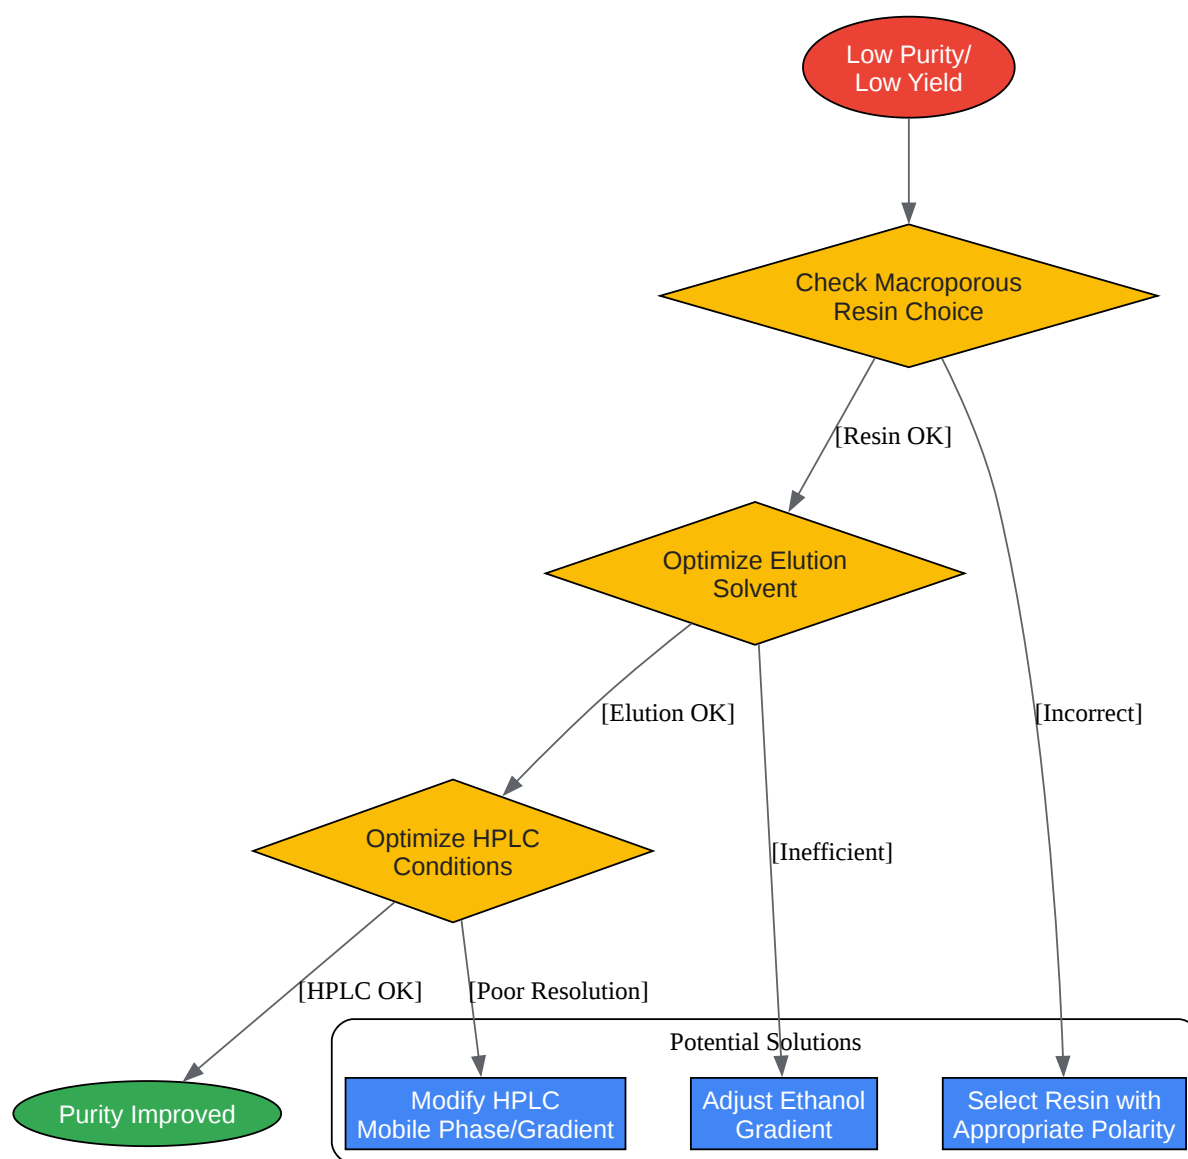 Low Purity/
Low Yield
Check Macroporous
Resin Choice
[Resin OK]
Optimize Elution
Solvent
[Elution OK]
[Incorrect]
Optimize HPLC
Conditions
[Inefficient]
[HPLC OK]
[Poor Resolution]
Potential Solutions
Purity Improved
Modify HPLC
Mobile Phase/Gradient
Adjust Ethanol
Gradient
Select Resin with
Appropriate Polarity